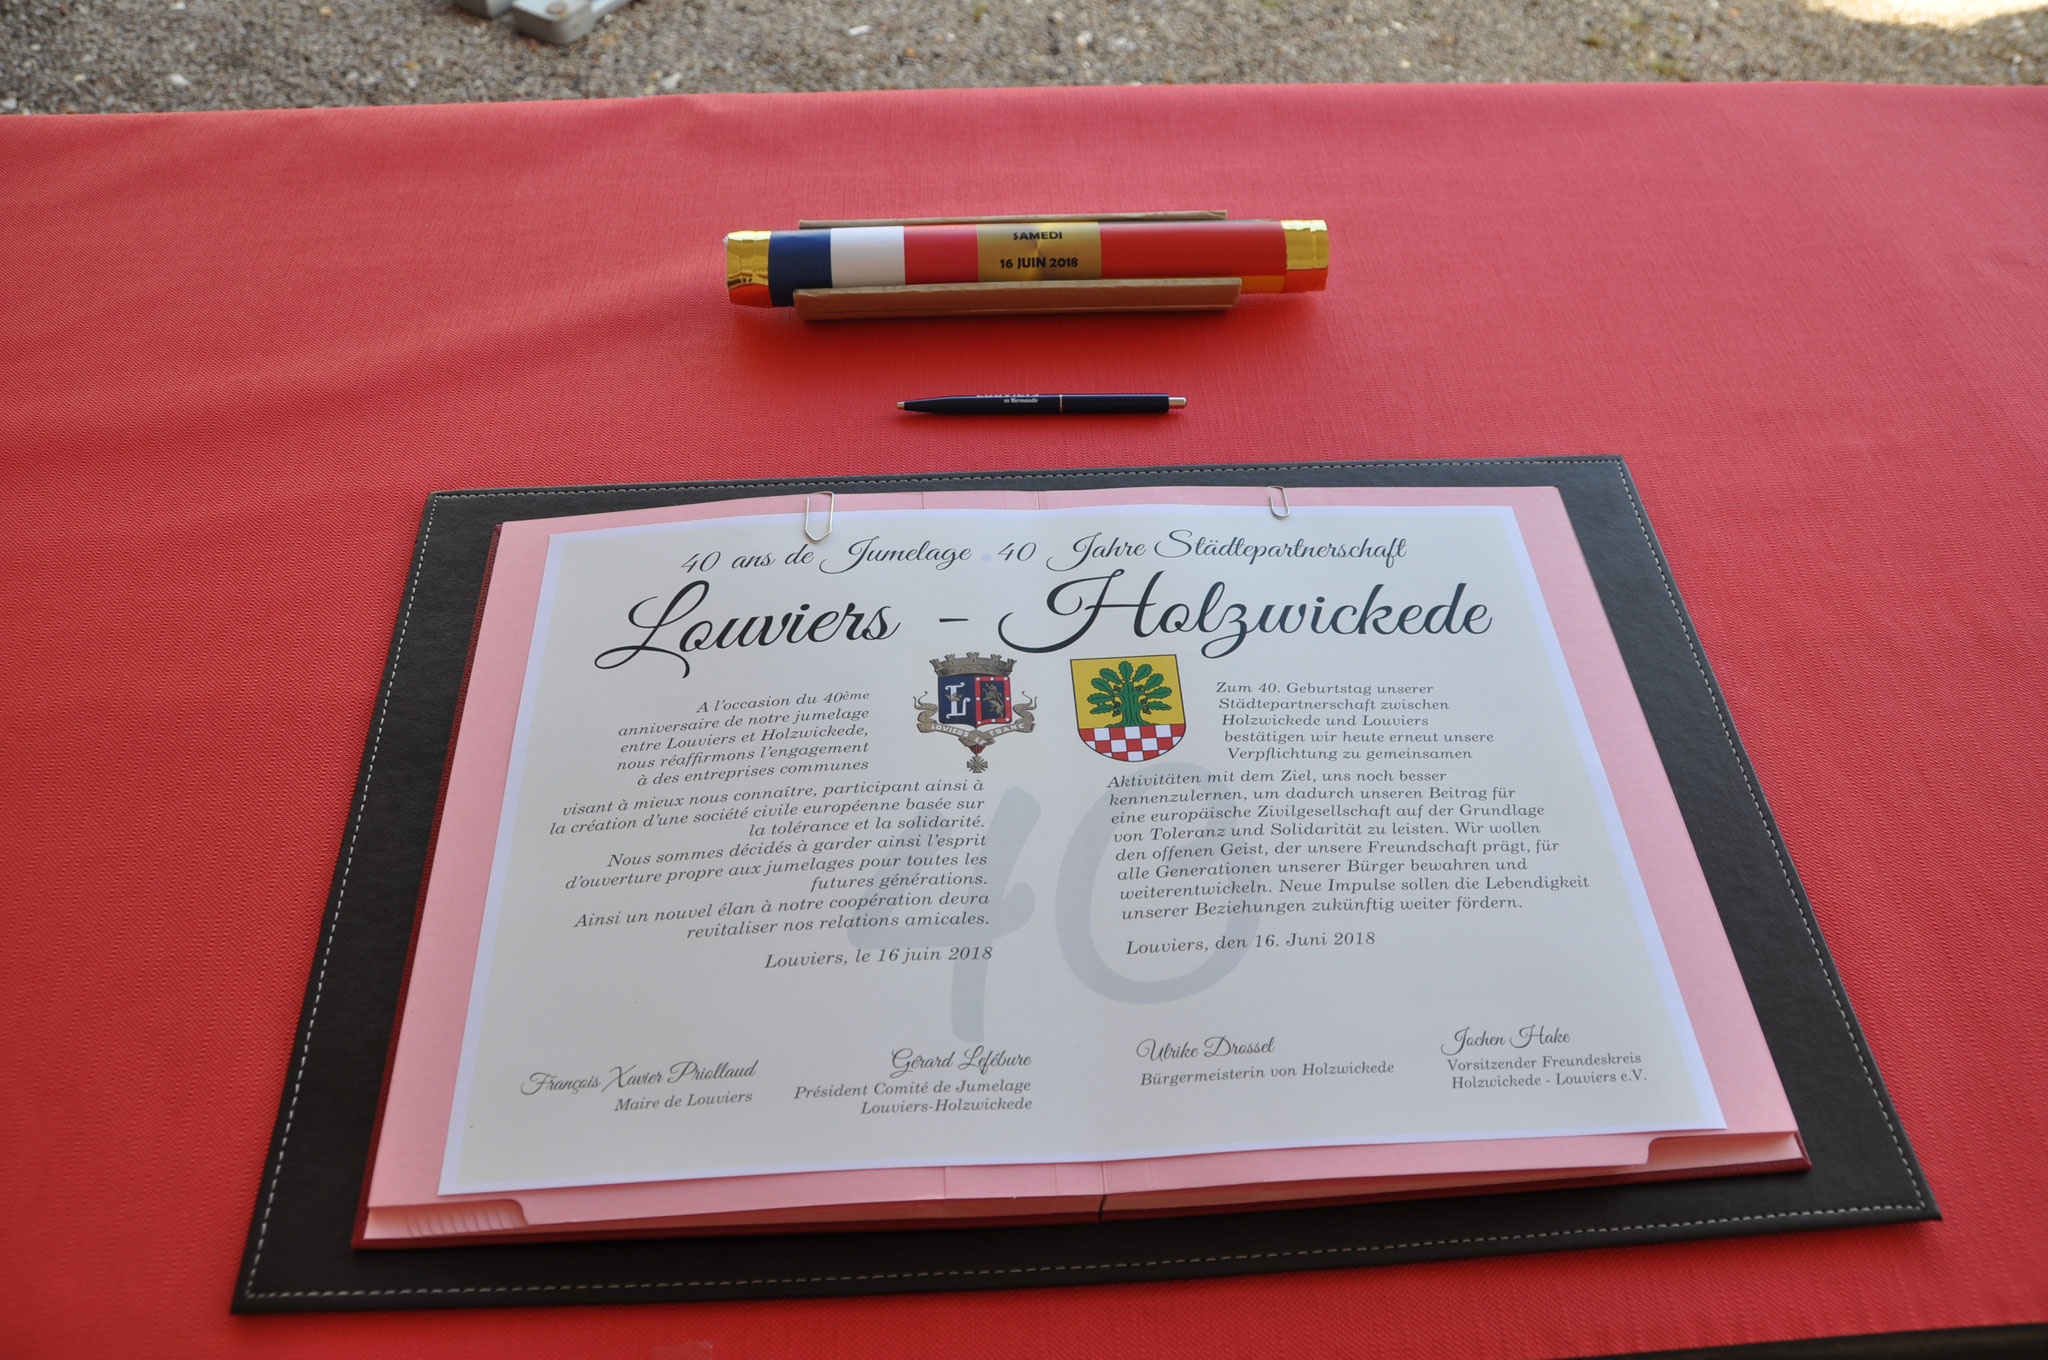 SAMEDI
16 JUIN 2018
en Normandie
40 ans de Jumelage . 40 Jahre Städtepartnerschaft
Louviers - Holzwickede
A l'occasion du 40ème
anniversaire de notre jumelage
entre Louviers et Holzwickede,
nous réaffirmons l'engagement
à des entreprises communes
visant à mieux nous connaître, participant ainsi à
la création d'une société civile européenne basée sur
la tolérance et la solidarité.
Nous sommes décidés à garder ainsi l'esprit
d'ouverture propre aux jumelages pour toutes les
futures générations.
Ainsi un nouvel élan à notre coopération devra
revitaliser nos relations amicales.
Louviers, le 16 juin 2018
L
LOVIERS LE FRANC
Zum 40. Geburtstag unserer
Städtepartnerschaft zwischen
Holzwickede und Louviers
bestätigen wir heute erneut unsere
Verpflichtung zu gemeinsamen
Aktivitäten mit dem Ziel, uns noch besser
kennenzulernen, um dadurch unseren Beitrag für
eine europäische Zivilgesellschaft auf der Grundlage
von Toleranz und Solidarität zu leisten. Wir wollen
den offenen Geist, der unsere Freundschaft prägt, für
alle Generationen unserer Bürger bewahren und
weiterentwickeln. Neue Impulse sollen die Lebendigkeit
unserer Beziehungen zukünftig weiter fördern.
Louviers, den 16. Juni 2018
40
François Xavier Priollaud
Maire de Louviers
Gérard Lefébure
Président Comité de Jumelage
Louviers-Holzwickede
Ulrike Drossel
Bürgermeisterin von Holzwickede
Jochen Hake
Vorsitzender Freundeskreis
Holzwickede - Louviers e.V.